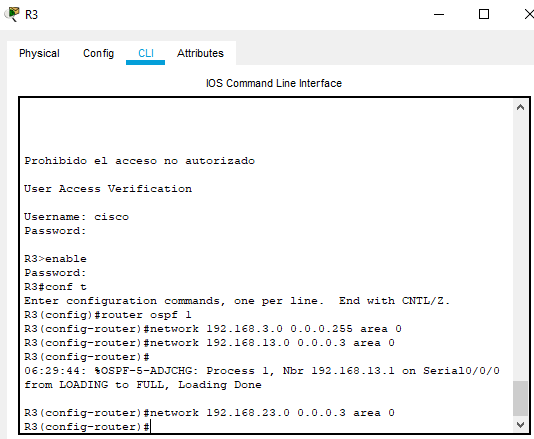 R3
Physical Config CLI Attributes
IOS Command Line Interface
Prohibido el acceso no autorizado
User Access Verification
Username: cisco
Password:
R3>enable
Password:
R3#conf t
Enter configuration commands, one per line.  End with CNTL/Z.
R3(config)#router ospf 1
R3(config-router)#network 192.168.3.0 0.0.0.255 area 0
R3(config-router)#network 192.168.13.0 0.0.0.3 area 0
R3(config-router)#
06:29:44: %OSPF-5-ADJCHG: Process 1, Nbr 192.168.13.1 on Serial0/0/0
from LOADING to FULL, Loading Done
R3(config-router)#network 192.168.23.0 0.0.0.3 area 0
R3(config-router)#